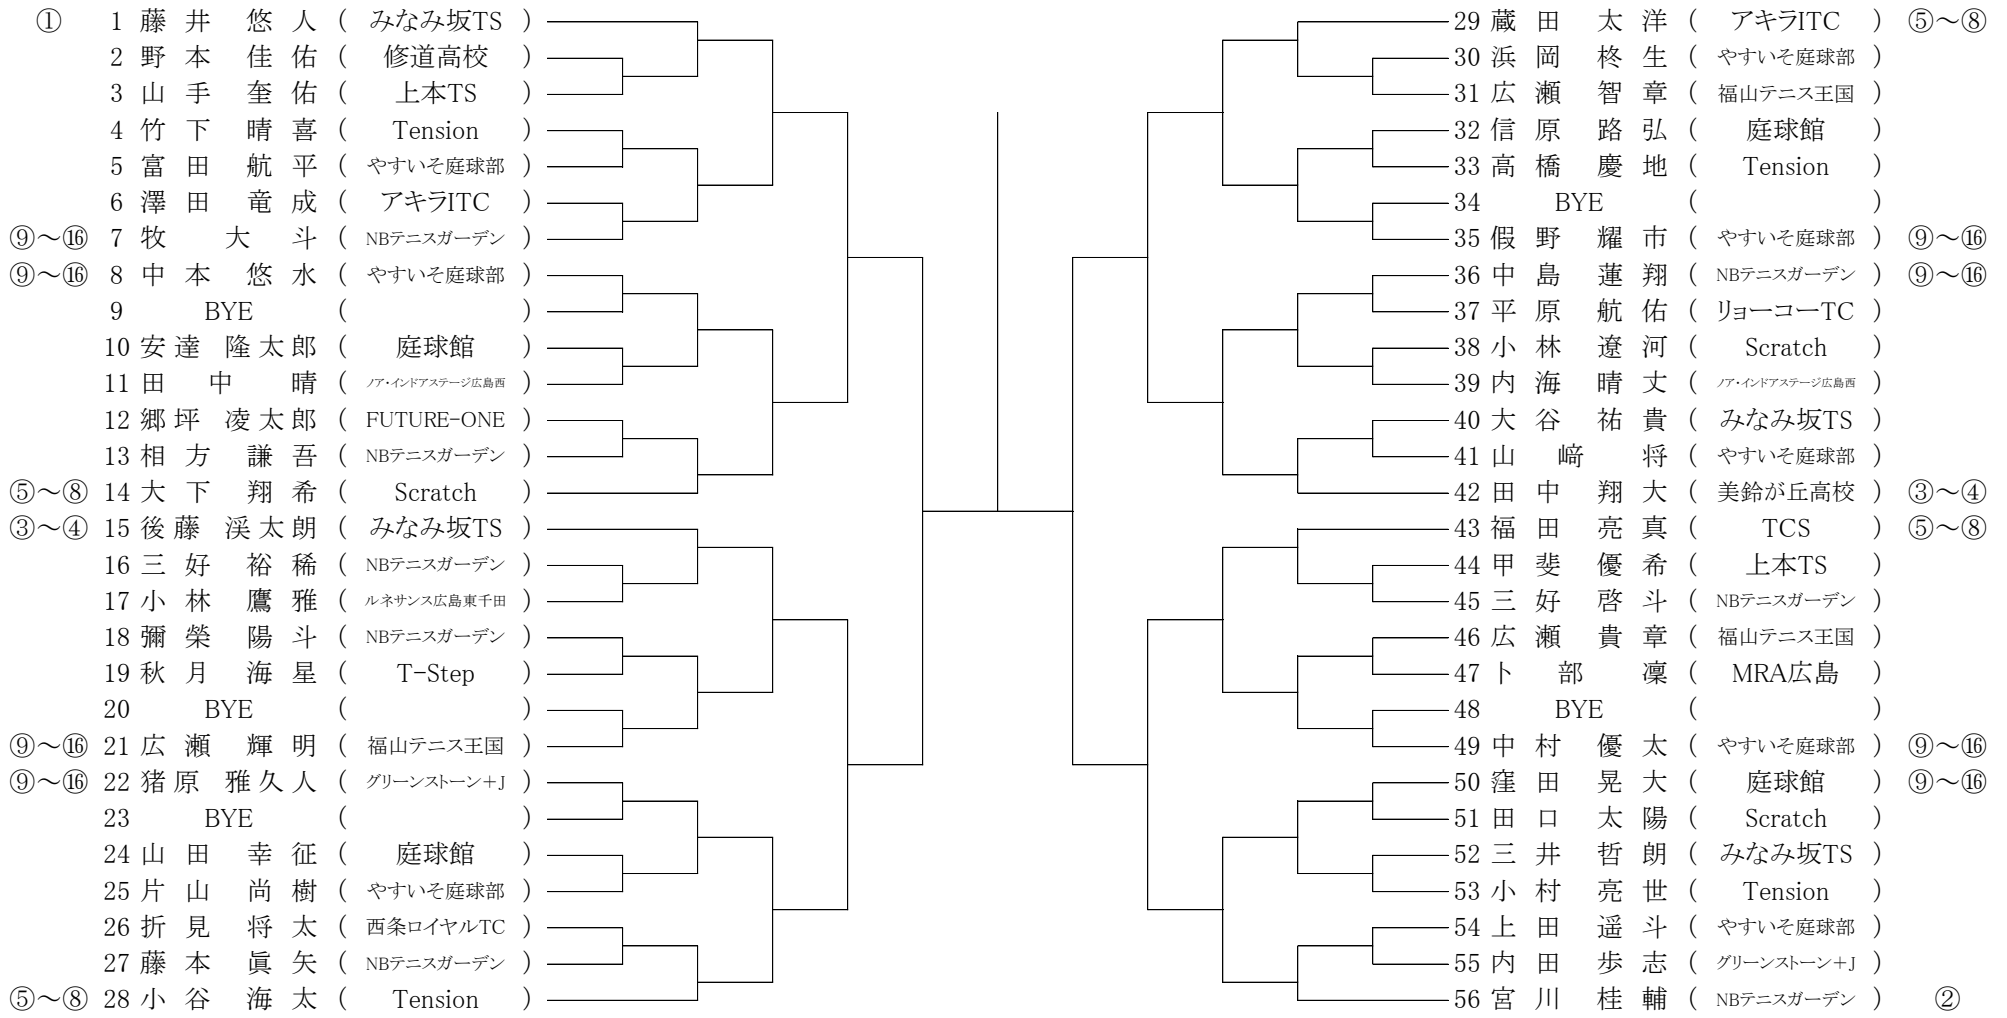 ① 1 藤井 悠人 ( みなみ坂TS )
2 野本 佳佑 ( 修道高校 )
3 山手 奎佑 ( 上本TS )
4 竹下 晴喜 ( Tension )
5 富田 航平 ( やすいそ庭球部 )
6 澤田 竜成 ( アキラITC )
⑨～⑯ 7 牧 大斗 ( NBテニスガーデン )
⑨～⑯ 8 中本 悠水 ( やすいそ庭球部 )
9 BYE ( )
10 安達 隆太郎 ( 庭球館 )
11 田中 晴 ( ノア・インドアステージ広島西 )
12 郷坪 凌太郎 ( FUTURE-ONE )
13 相方 謙吾 ( NBテニスガーデン )
⑤～⑧ 14 大下 翔希 ( Scratch )
③～④ 15 後藤 渓太朗 ( みなみ坂TS )
16 三好 裕稀 ( NBテニスガーデン )
17 小林 鷹雅 ( ルネサンス広島東千田 )
18 彌榮 陽斗 ( NBテニスガーデン )
19 秋月 海星 ( T-Step )
20 BYE ( )
⑨～⑯ 21 広瀬 輝明 ( 福山テニス王国 )
⑨～⑯ 22 猪原 雅久人 ( グリーンストーン+J )
23 BYE ( )
24 山田 幸征 ( 庭球館 )
25 片山 尚樹 ( やすいそ庭球部 )
26 折見 将太 ( 西条ロイヤルTC )
27 藤本 眞矢 ( NBテニスガーデン )
⑤～⑧ 28 小谷 海太 ( Tension )
29 蔵田 太洋 ( アキラITC ) ⑤～⑧
30 浜岡 柊生 ( やすいそ庭球部 )
31 広瀬 智章 ( 福山テニス王国 )
32 信原 路弘 ( 庭球館 )
33 高橋 慶地 ( Tension )
34 BYE ( )
35 假野 耀市 ( やすいそ庭球部 ) ⑨～⑯
36 中島 蓮翔 ( NBテニスガーデン ) ⑨～⑯
37 平原 航佑 ( リョーコーTC )
38 小林 遼河 ( Scratch )
39 内海 晴丈 ( ノア・インドアステージ広島西 )
40 大谷 祐貴 ( みなみ坂TS )
41 山﨑 将 ( やすいそ庭球部 )
42 田中 翔大 ( 美鈴が丘高校 ) ③～④
43 福田 亮真 ( TCS ) ⑤～⑧
44 甲斐 優希 ( 上本TS )
45 三好 啓斗 ( NBテニスガーデン )
46 広瀬 貴章 ( 福山テニス王国 )
47 卜部 凜 ( MRA広島 )
48 BYE ( )
49 中村 優太 ( やすいそ庭球部 ) ⑨～⑯
50 窪田 晃大 ( 庭球館 ) ⑨～⑯
51 田口 太陽 ( Scratch )
52 三井 哲朗 ( みなみ坂TS )
53 小村 亮世 ( Tension )
54 上田 遥斗 ( やすいそ庭球部 )
55 内田 歩志 ( グリーンストーン+J )
56 宮川 桂輔 ( NBテニスガーデン ) ②